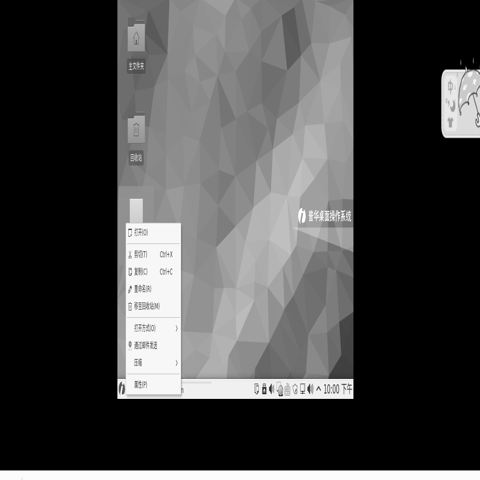 主文件夹
回收站
普华桌面操作系统
打开(O)
剪切(T) Ctrl+X
复制(C) Ctrl+C
重命名(R)
移至回收站(M)
打开方式(O)
通过邮件发送
压缩
属性(P)
10:00 下午
中